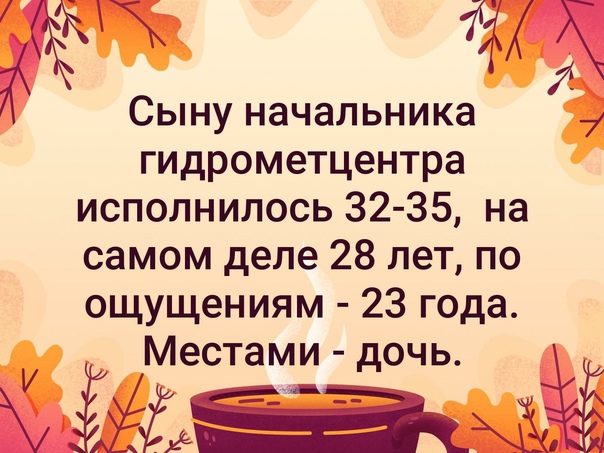 Сыну начальника
гидрометцентра
исполнилось 32-35,  на
самом деле 28 лет, по
ощущениям - 23 года.
Местами - дочь.